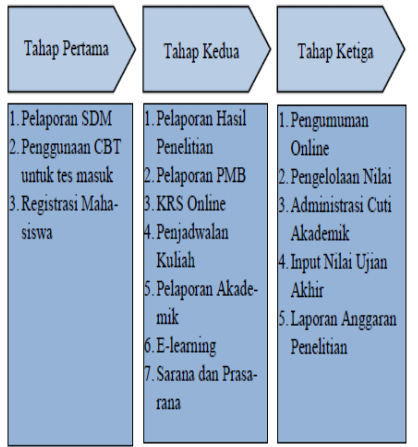 Tahap Pertama
Tahap Kedua
Tahap Ketiga
1. Pelaporan SDM
2. Penggunaan CBT
untuk tes masuk
3. Registrasi Maha-
siswa
1. Pelaporan Hasil
Penelitian
2. Pelaporan PMB
3. KRS Online
4. Penjadwalan
Kuliah
5. Pelaporan Akade-
mik
6. E-learning
7. Sarana dan Prasa-
rana
1. Pengumuman
Online
2. Pengelolaan Nilai
3. Administrasi Cuti
Akademik
4. Input Nilai Ujian
Akhir
5. Laporan Anggaran
Penelitian